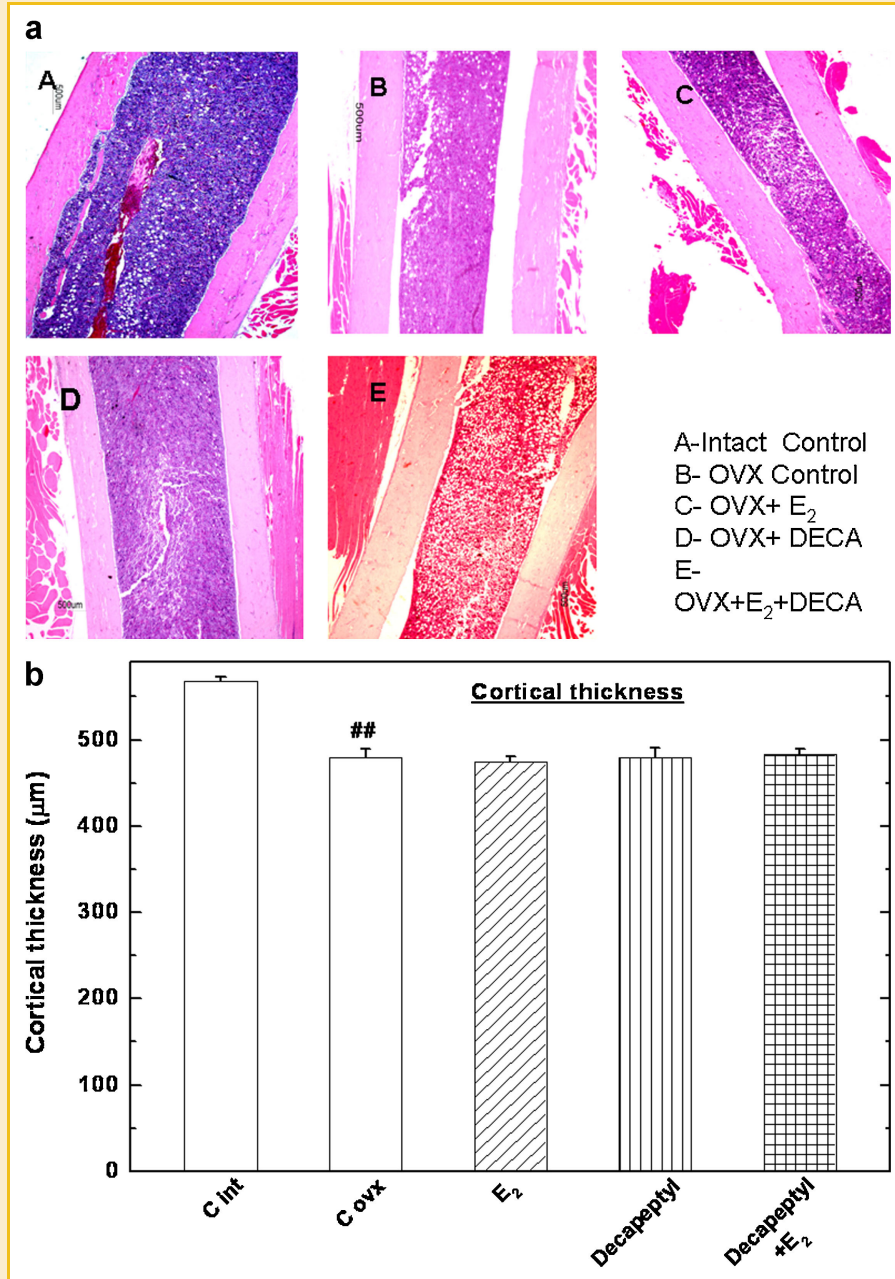 a
A
500um
B
500um
C
D
500um
E
A-Intact Control
B- OVX Control
C- OVX+ E₂
D- OVX+ DECA
E-
OVX+E₂+DECA
b
Cortical thickness
##
Cortical thickness (μm)
500
400
300
200
100
0
C int
C ovx
E₂
Decapeptyl
Decapeptyl
+E₂